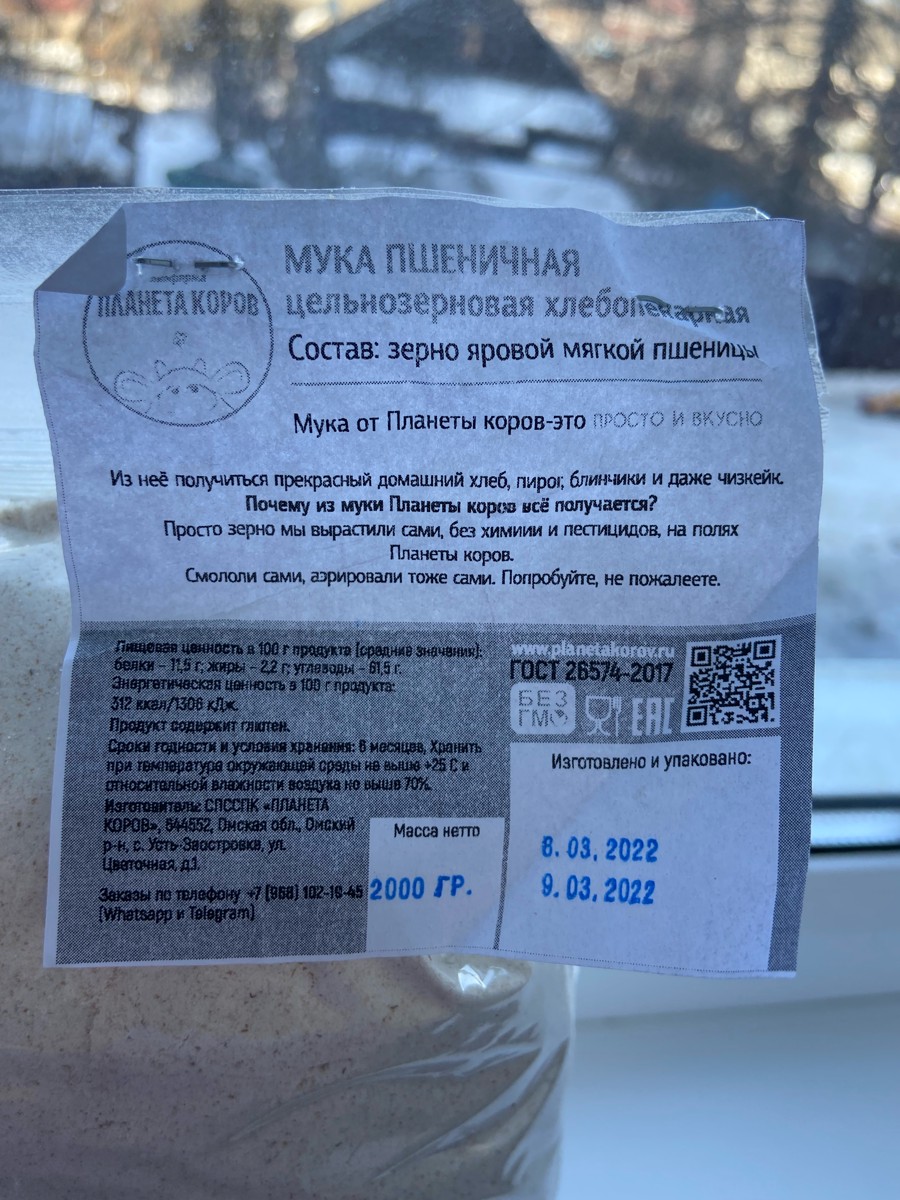 ПЛАНЕТА КОРОВ
МУКА ПШЕНИЧНАЯ
цельнозерновая хлебопекарная
Состав: зерно яровой мягкой пшеницы
Мука от Планеты коров-это ПРОСТО И ВКУСНО
Из неё получиться прекрасный домашний хлеб, пирог, блинчики и даже чизкейк.
Почему из муки Планеты коров всё получается?
Просто зерно мы вырастили сами, без химиии и пестицидов, на полях
Планеты коров.
Смололи сами, аэрировали тоже сами. Попробуйте, не пожалеете.
Пищевая ценность в 100 г продукта (средние значения):
белки – 11,5 г; жиры – 2,2 г; углеводы – 61,5 г.
Энергетическая ценность в 100 г продукта:
312 ккал/1306 кДж.
Продукт содержит глютен.
Сроки годности и условия хранения: 6 месяцев, Хранить
при температура окружающей среды не выше +25 С и
относительной влажности воздуха не выше 70%.
Изготовитель: СПССПК «ПЛАНЕТА
КОРОВ», 644552, Омская обл., Омский
р-н, с. Усть-Заостровка, ул.
Цветочная, д.1.
Заказы по телефону +7 (968) 102-16-45
(Whatsapp и Telegram)
www.planetakorov.ru
ГОСТ 26574-2017
БЕЗ
ГМО
EAC
Масса нетто
2000 ГР.
Изготовлено и упаковано:
8.03.2022
9.03.2022